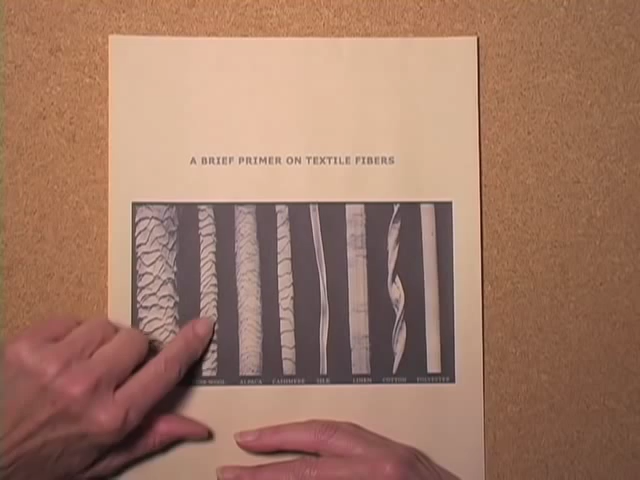 A BRIEF PRIMER ON TEXTILE FIBERS
ALPACA CASHMERE SILK LINEN COTTON POLYESTER